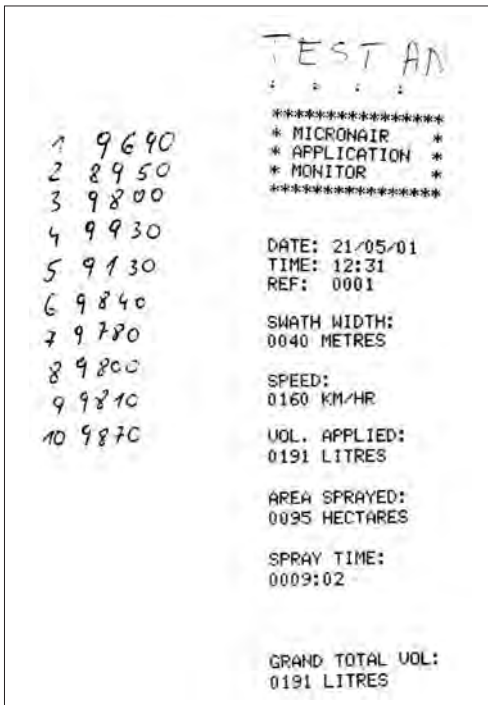 TEST AN
: : : :
****************
* MICRONAIR *
* APPLICATION *
* MONITOR *
****************
DATE: 21/05/01
TIME: 12:31
REF: 0001
SWATH WIDTH:
0040 METRES
SPEED:
0160 KM/HR
VOL. APPLIED:
0191 LITRES
AREA SPRAYED:
0095 HECTARES
SPRAY TIME:
0009:02
GRAND TOTAL VOL:
0191 LITRES
1 9690
2 8950
3 9800
4 9930
5 9130
6 9840
7 9780
8 9800
9 9810
10 9870